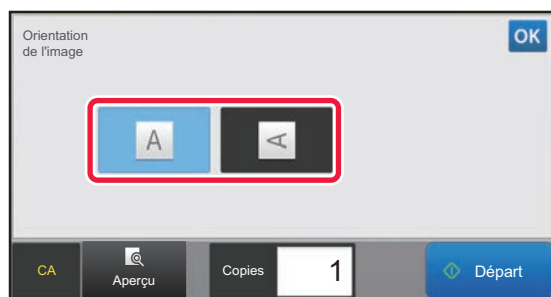 Orientation
de l'image
OK
A A
CA
Aperçu
Copies
1
Départ